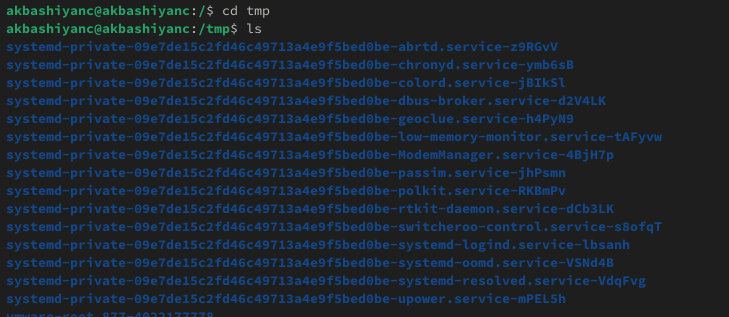 akbashiyanc@akbashiyanc:/$ cd tmp
akbashiyanc@akbashiyanc:/tmp$ ls
systemd-private-09e7de15c2fd46c49713a4e9f5bed0be-abrtd.service-z9RGvV
systemd-private-09e7de15c2fd46c49713a4e9f5bed0be-chronyd.service-ymb6sB
systemd-private-09e7de15c2fd46c49713a4e9f5bed0be-colord.service-jBIkSl
systemd-private-09e7de15c2fd46c49713a4e9f5bed0be-dbus-broker.service-d2V4LK
systemd-private-09e7de15c2fd46c49713a4e9f5bed0be-geoclue.service-h4PyN9
systemd-private-09e7de15c2fd46c49713a4e9f5bed0be-low-memory-monitor.service-tAFyvw
systemd-private-09e7de15c2fd46c49713a4e9f5bed0be-ModemManager.service-4BjH7p
systemd-private-09e7de15c2fd46c49713a4e9f5bed0be-passim.service-jhPsmn
systemd-private-09e7de15c2fd46c49713a4e9f5bed0be-polkit.service-RKBmPv
systemd-private-09e7de15c2fd46c49713a4e9f5bed0be-rtkit-daemon.service-dCb3LK
systemd-private-09e7de15c2fd46c49713a4e9f5bed0be-switcheroo-control.service-s8ofqT
systemd-private-09e7de15c2fd46c49713a4e9f5bed0be-systemd-logind.service-lbsanh
systemd-private-09e7de15c2fd46c49713a4e9f5bed0be-systemd-oomd.service-VSNd4B
systemd-private-09e7de15c2fd46c49713a4e9f5bed0be-systemd-resolved.service-VdqFvg
systemd-private-09e7de15c2fd46c49713a4e9f5bed0be-upower.service-mPEL5h